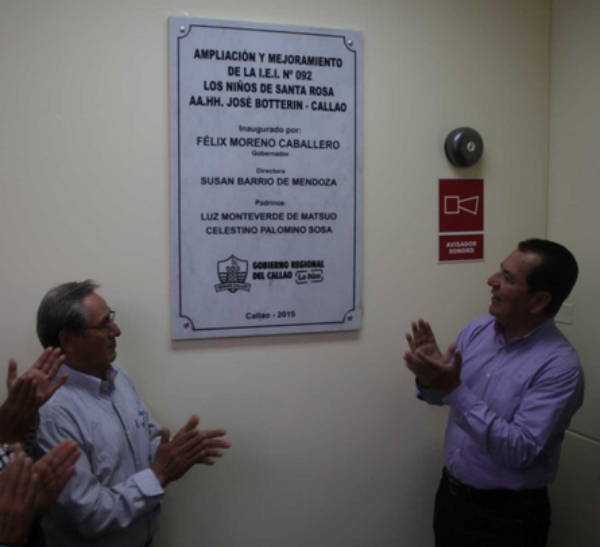 AMPLIACIÓN Y MEJORAMIENTO
DE LA I.E.I. Nº 092
LOS NIÑOS DE SANTA ROSA
AA.HH. JOSÉ BOTTERIN - CALLAO
Inaugurado por:
FÉLIX MORENO CABALLERO
Gobernador
Directora
SUSAN BARRIO DE MENDOZA
Padrinos:
LUZ MONTEVERDE DE MATSUO
CELESTINO PALOMINO SOSA
GOBIERNO REGIONAL
DEL CALLAO Lo hizo
Callao - 2015
AVISADOR
SONORO